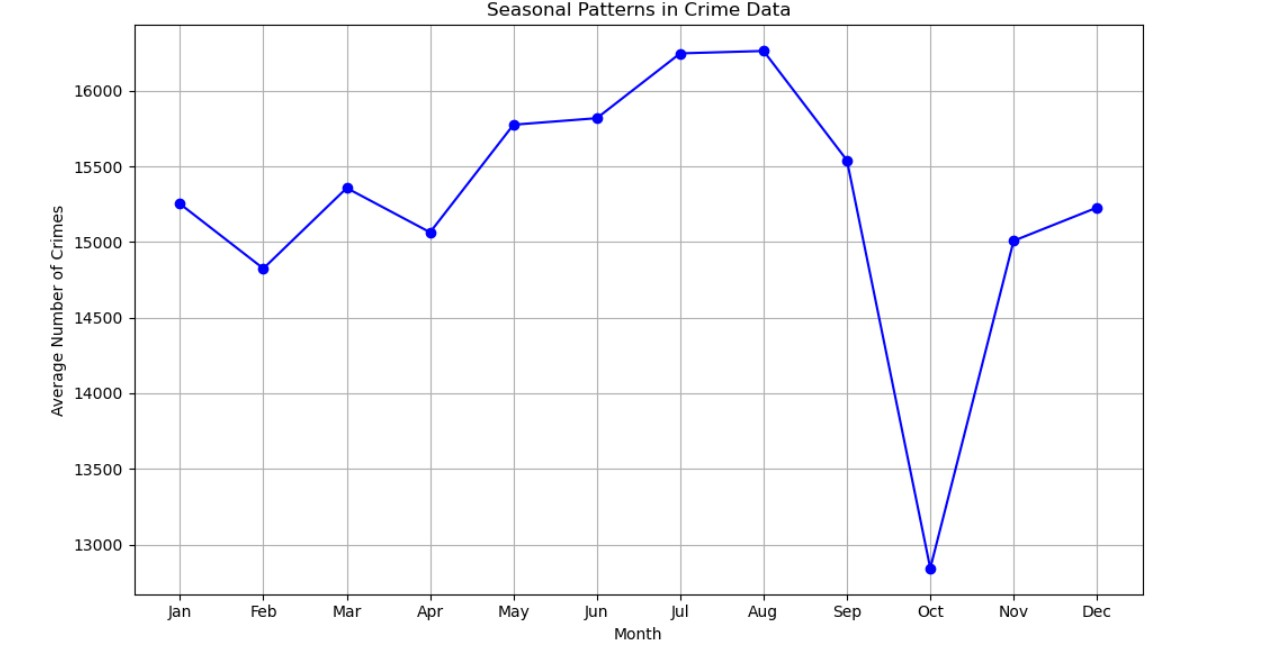 Seasonal Patterns in Crime Data
Average Number of Crimes
16000
15500
15000
14500
14000
13500
13000
Jan Feb Mar Apr May Jun Jul Aug Sep Oct Nov Dec
Month